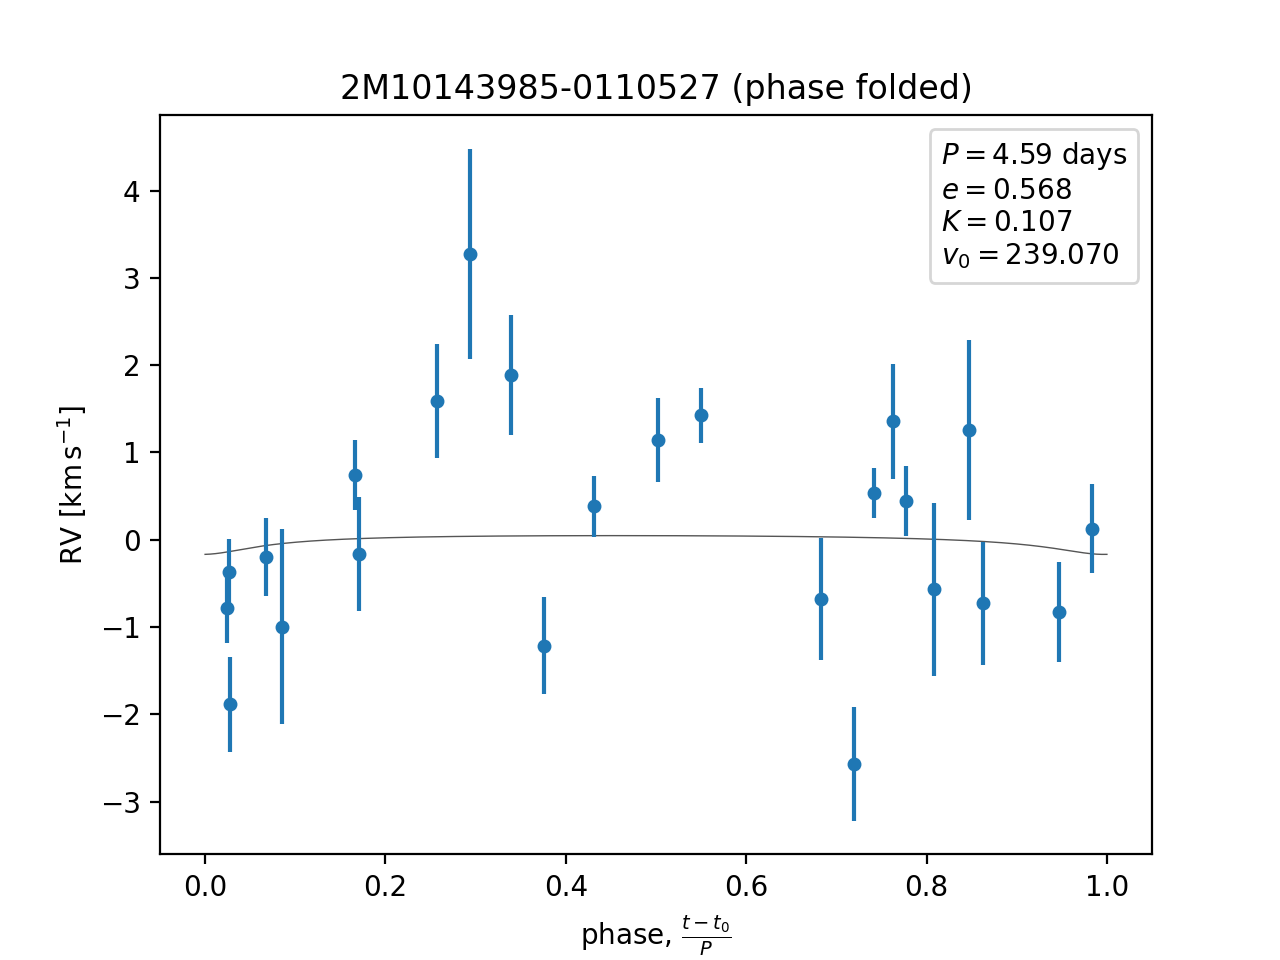 2M10143985-0110527 (phase folded)
P = 4.59 days
e = 0.568
K = 0.107
v₀ = 239.070
RV [km s⁻¹]
4
3
2
1
0
−1
−2
−3
0.0 0.2 0.4 0.6 0.8 1.0
phase, (t − t₀)/P